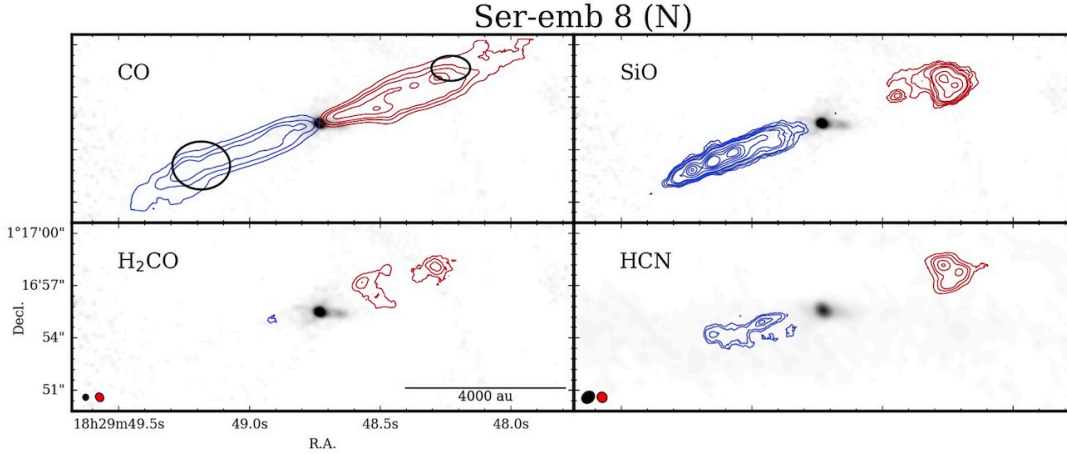 Ser-emb 8 (N)
CO
SiO
H₂CO
HCN
1°17'00"
16'57"
54"
51"
Decl.
4000 au
18h29m49.5s 49.0s 48.5s 48.0s
R.A.